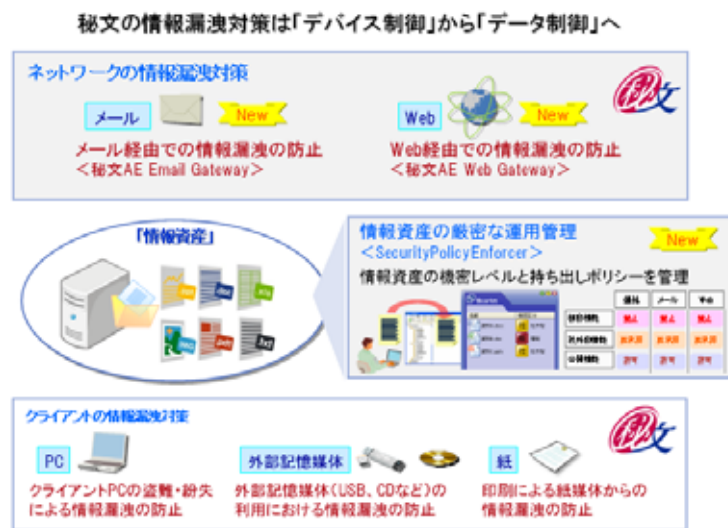 秘文の情報漏洩対策は「デバイス制御」から「データ制御」へ
ネットワークの情報漏洩対策
秘文
メール
New
Web
New
メール経由での情報漏洩の防止
<秘文AE Email Gateway>
Web経由での情報漏洩の防止
<秘文AE Web Gateway>
「情報資産」
情報資産の厳密な運用管理
<SecurityPolicyEnforcer>
New
情報資産の機密レベルと持ち出しポリシーを管理
メール
禁止 禁止 禁止
許可 許可 許可
クライアントの情報漏洩対策
秘文
PC
外部記憶媒体
紙
クライアントPCの盗難・紛失
による情報漏洩の防止
外部記憶媒体(USB、CDなど)の
利用における情報漏洩の防止
印刷による紙媒体からの
情報漏洩の防止